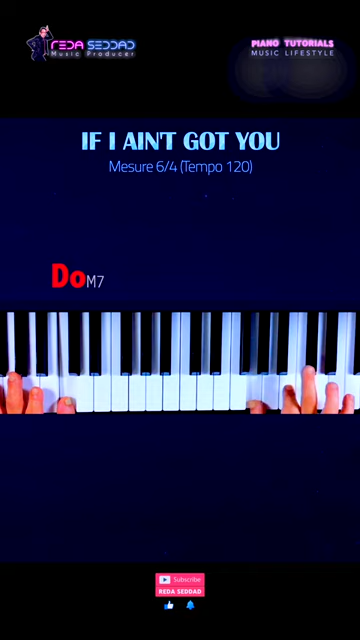 REDA SEDDAD
Music Producer
PIANO TUTORIALS
MUSIC LIFESTYLE
IF I AIN'T GOT YOU
Mesure 6/4 (Tempo 120)
DoM7
Subscribe
REDA SEDDAD